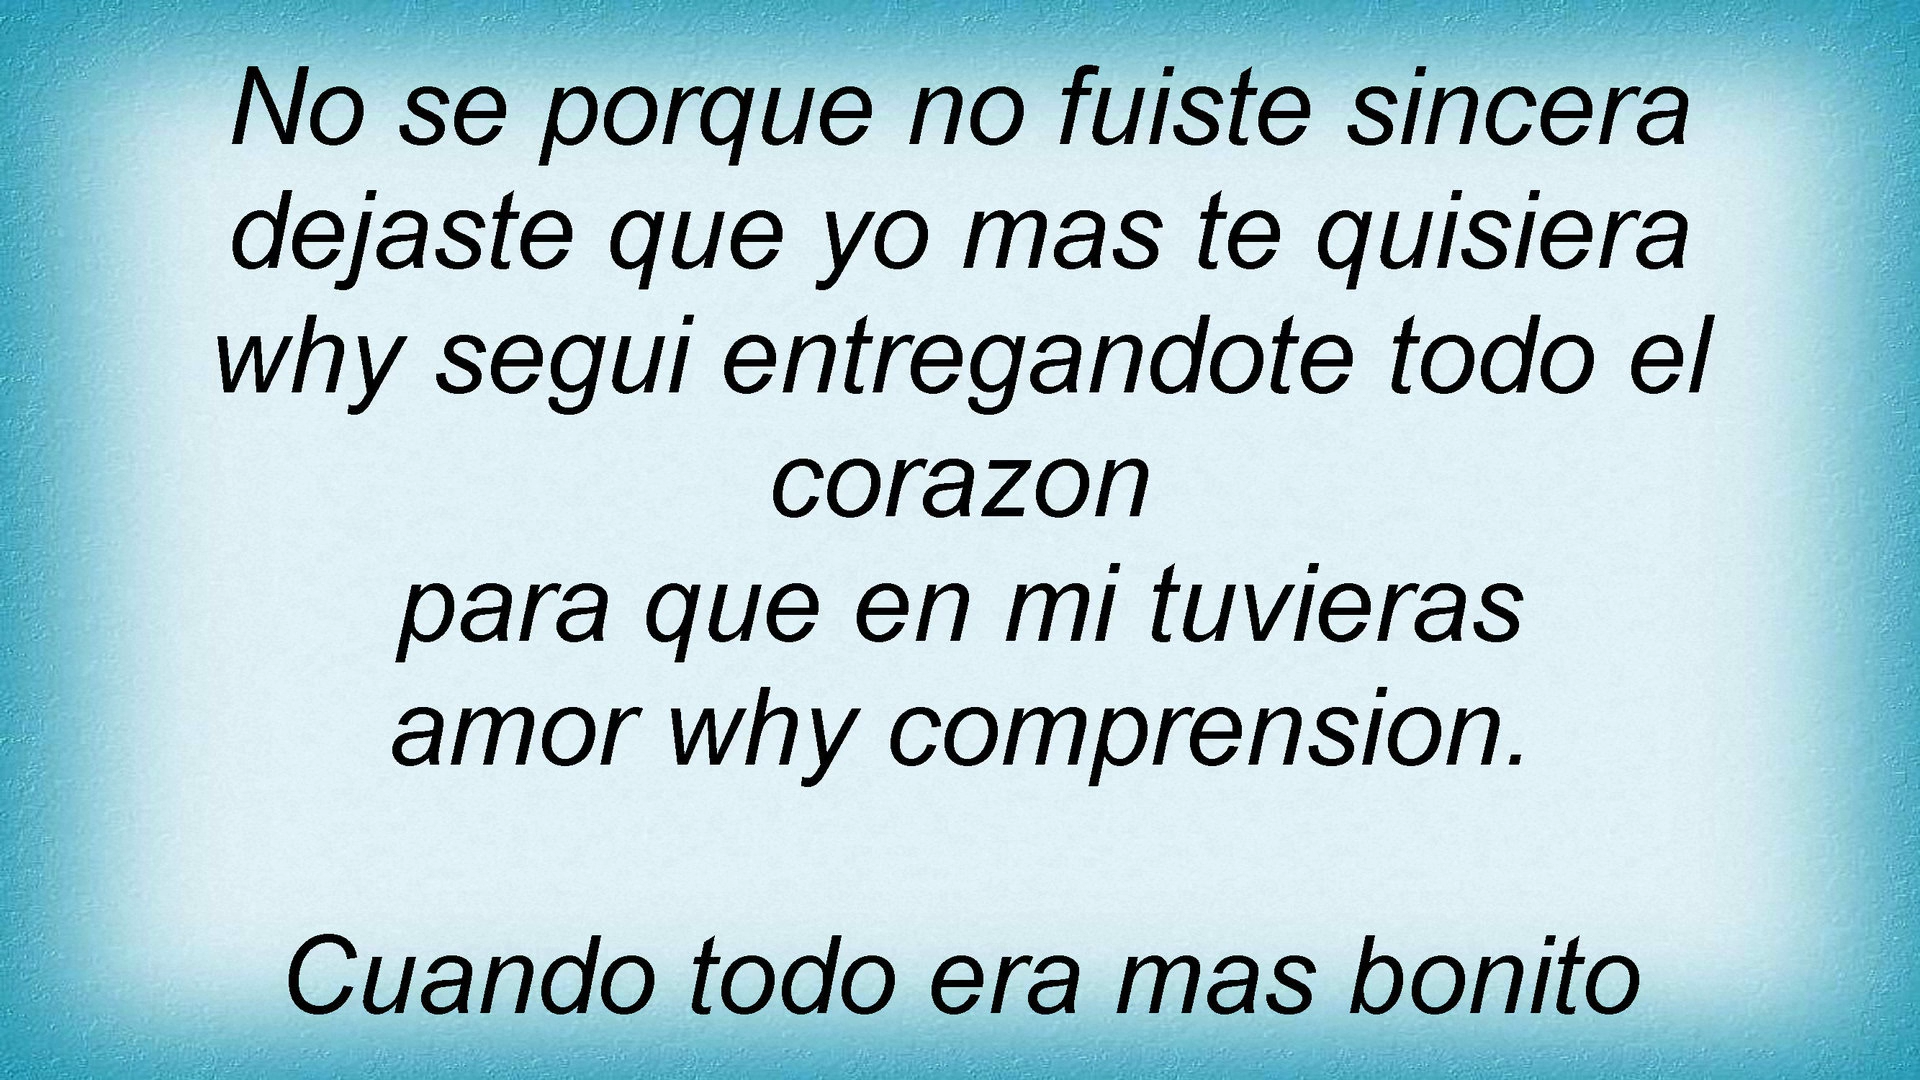 No se porque no fuiste sincera
dejaste que yo mas te quisiera
why segui entregandote todo el
corazon
para que en mi tuvieras
amor why comprension.
Cuando todo era mas bonito